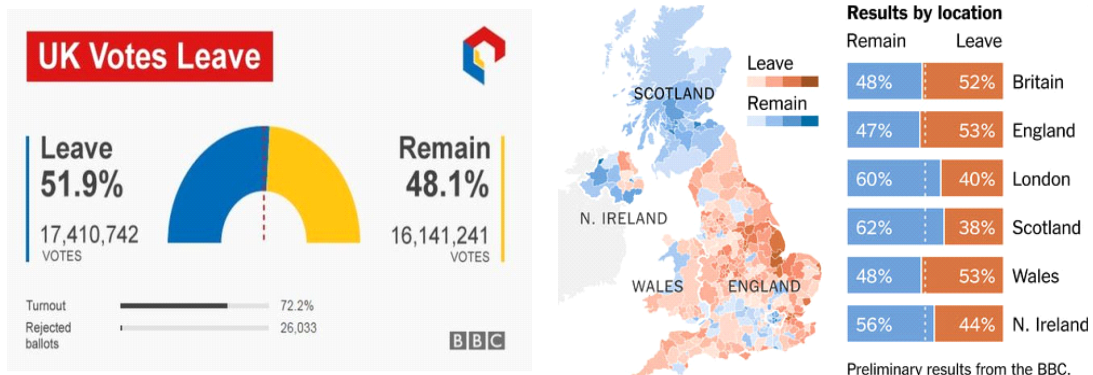 UK Votes Leave
Leave
51.9%
17,410,742
VOTES
Remain
48.1%
16,141,241
VOTES
Turnout
72.2%
Rejected
ballots
26,033
BBC
Leave
Remain
SCOTLAND
N. IRELAND
WALES
ENGLAND
Results by location
Remain Leave
48% 52% Britain
47% 53% England
60% 40% London
62% 38% Scotland
48% 53% Wales
56% 44% N. Ireland
Preliminary results from the BBC.